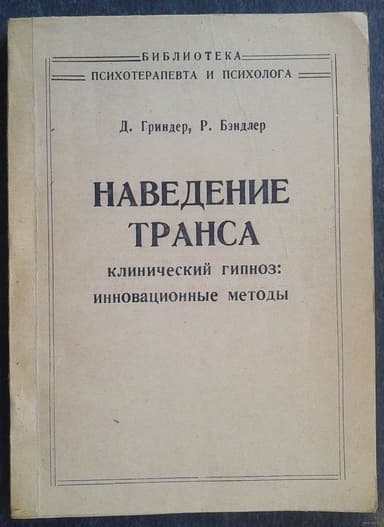 БИБЛИОТЕКА
ПСИХОТЕРАПЕВТА И ПСИХОЛОГА
Д. Гриндер, Р. Бэндлер
НАВЕДЕНИЕ
ТРАНСА
клинический гипноз:
инновационные методы